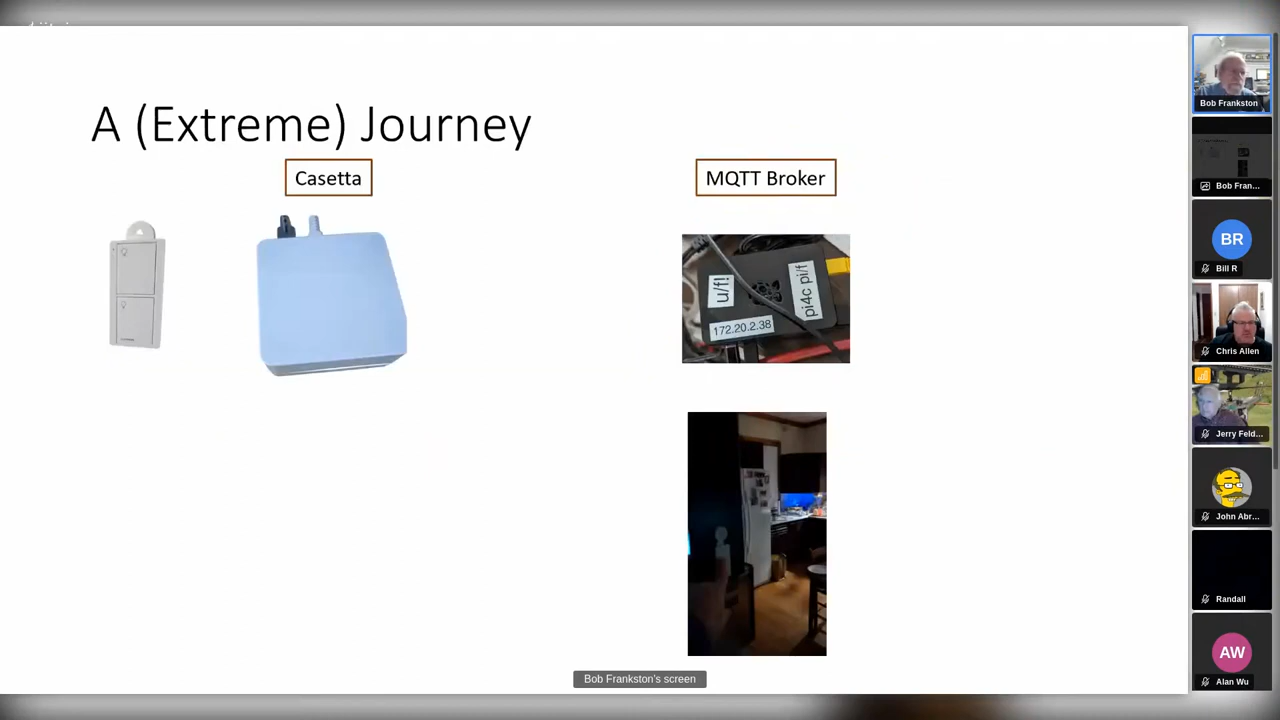 A (Extreme) Journey
Casetta
MQTT Broker
u/f!
pi4c pi/f
172.20.2.38
Bob Frankston's screen
Bob Frankston
Bob Fran...
BR
Bill R
Chris Allen
Jerry Feld...
John Abr...
Randall
AW
Alan Wu